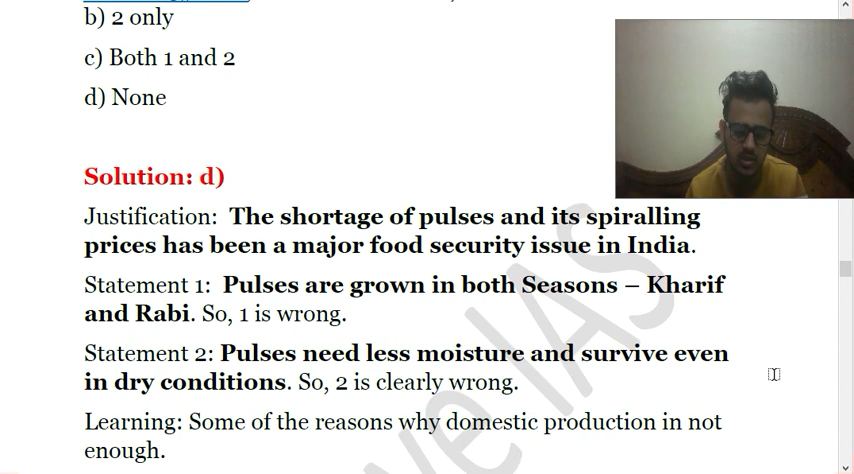 b) 2 only
c) Both 1 and 2
d) None
Solution: d)
Justification: The shortage of pulses and its spiralling
prices has been a major food security issue in India.
Statement 1: Pulses are grown in both Seasons – Kharif
and Rabi. So, 1 is wrong.
Statement 2: Pulses need less moisture and survive even
in dry conditions. So, 2 is clearly wrong.
Learning: Some of the reasons why domestic production in not
enough.
ve IAS